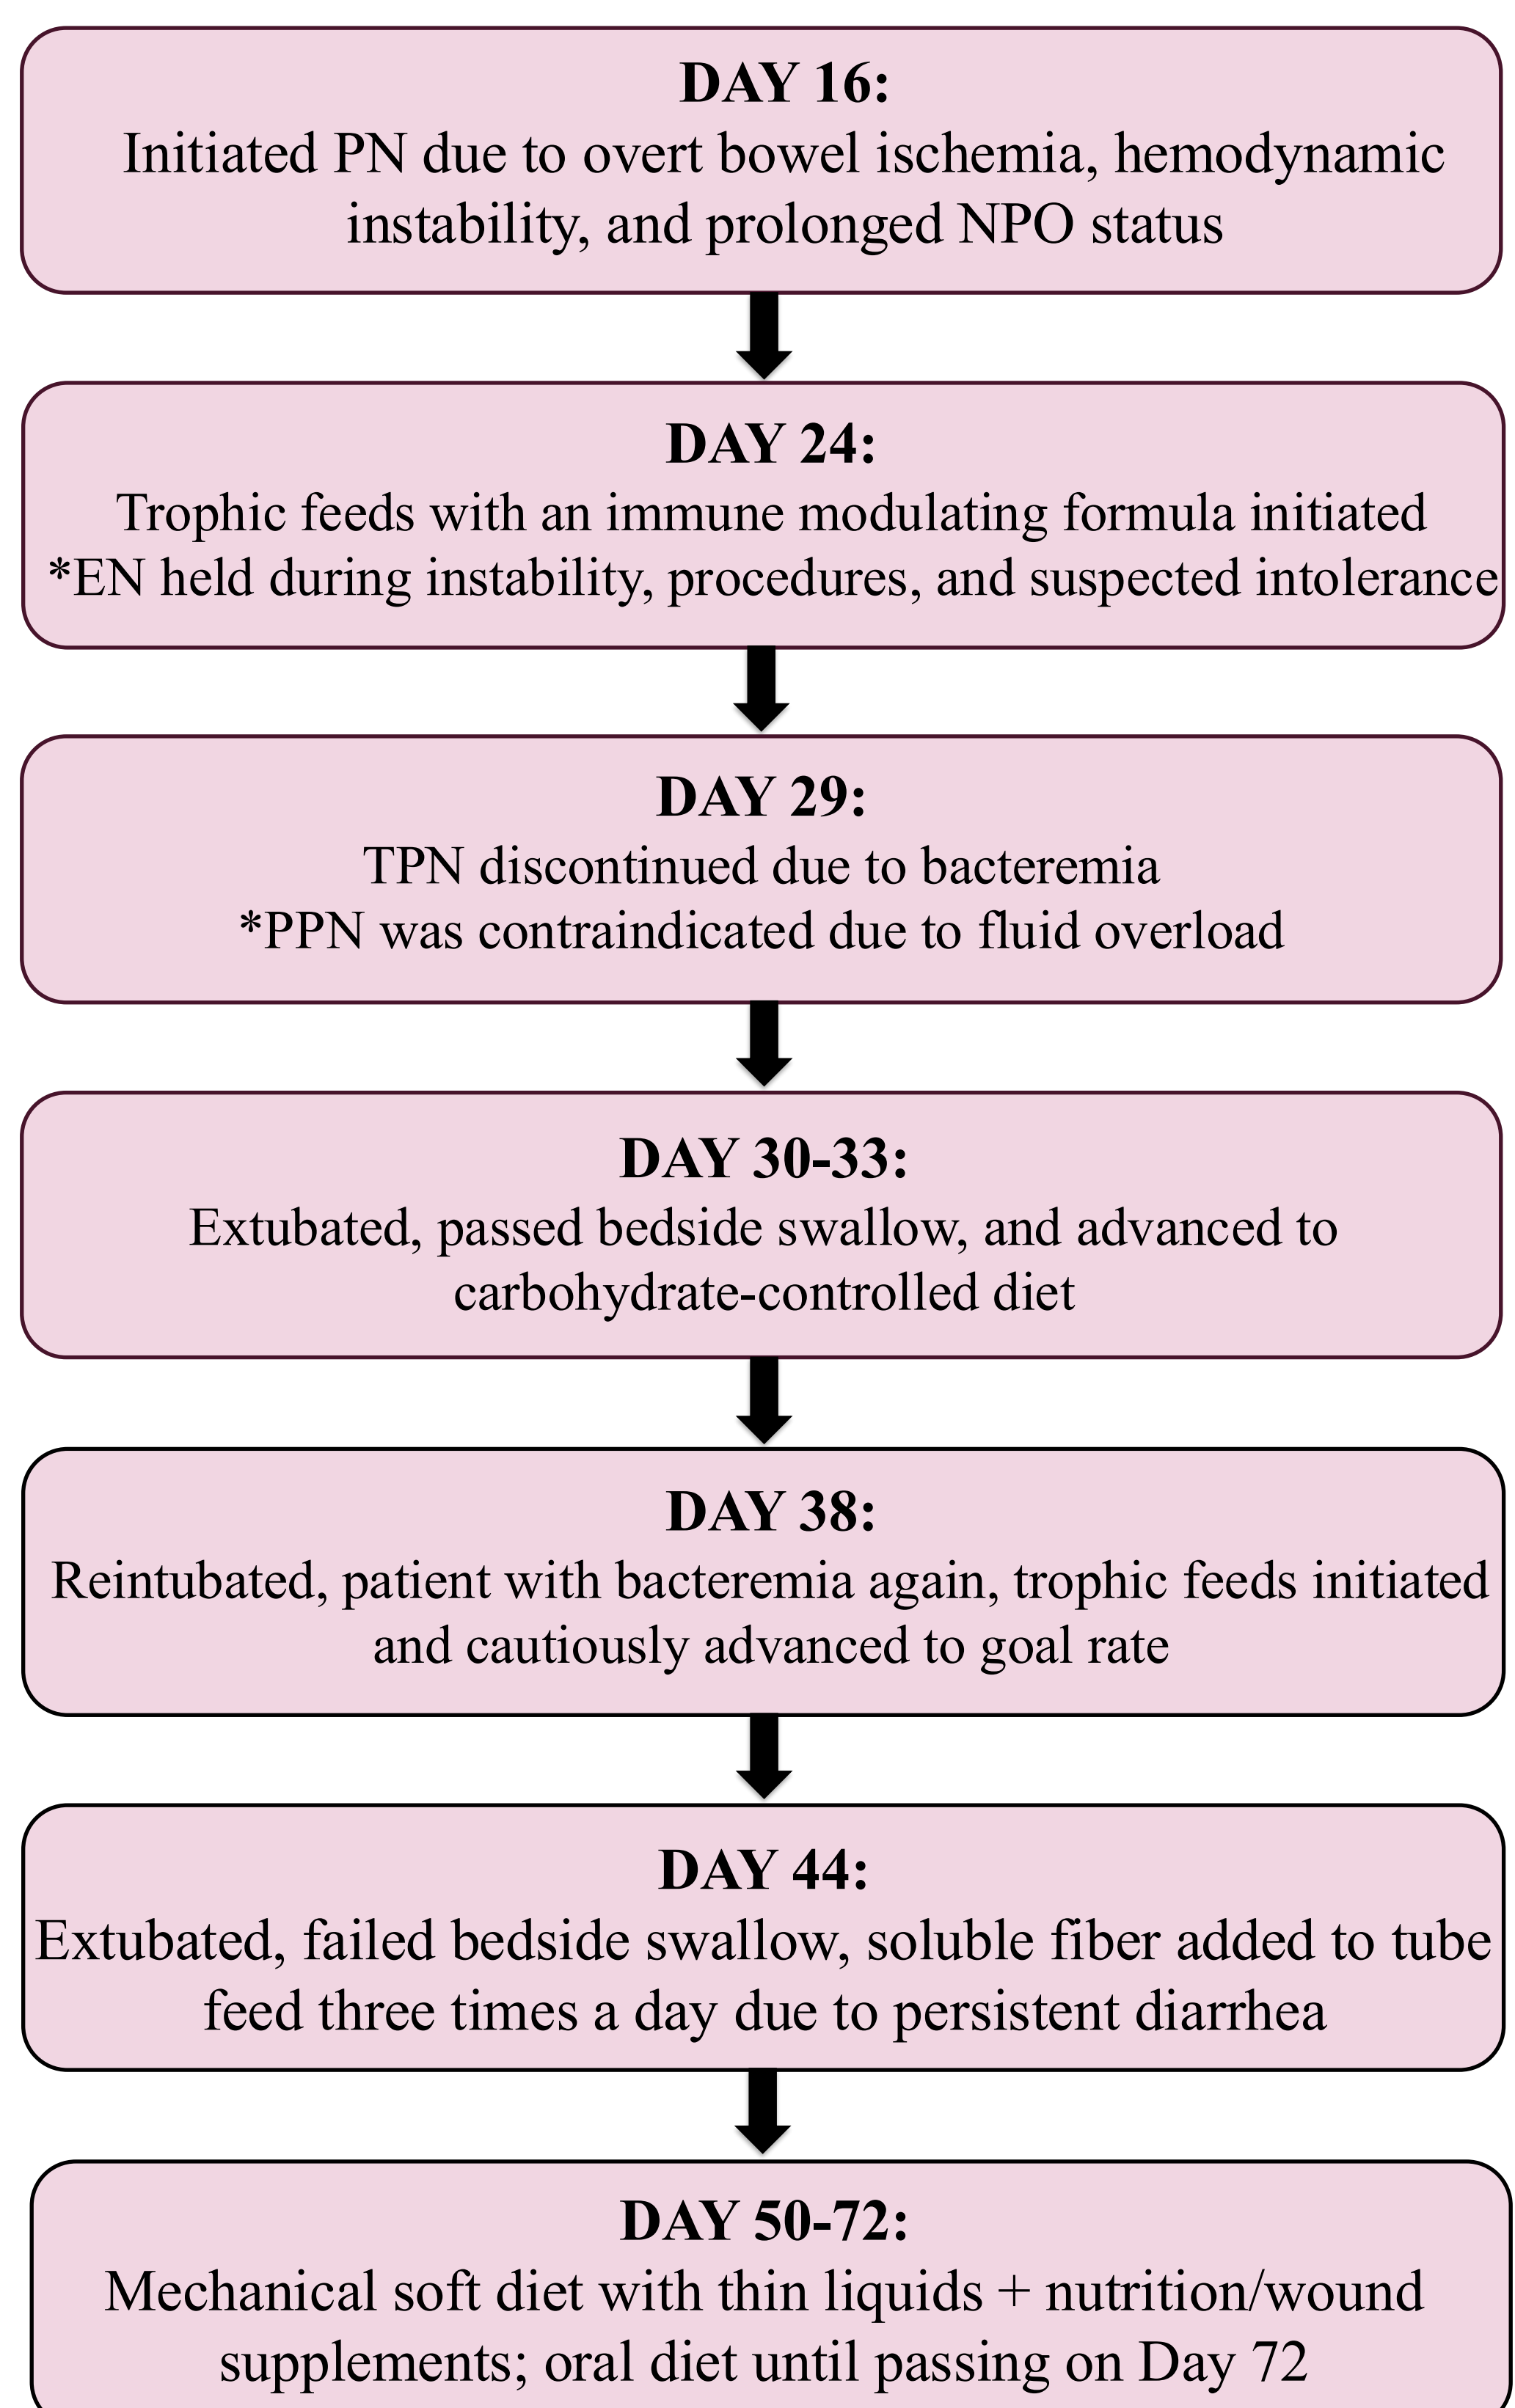 DAY 16:
Initiated PN due to overt bowel ischemia, hemodynamic
instability, and prolonged NPO status
DAY 24:
Trophic feeds with an immune modulating formula initiated
*EN held during instability, procedures, and suspected intolerance
DAY 29:
TPN discontinued due to bacteremia
*PPN was contraindicated due to fluid overload
DAY 30-33:
Extubated, passed bedside swallow, and advanced to
carbohydrate-controlled diet
DAY 38:
Reintubated, patient with bacteremia again, trophic feeds initiated
and cautiously advanced to goal rate
DAY 44:
Extubated, failed bedside swallow, soluble fiber added to tube
feed three times a day due to persistent diarrhea
DAY 50-72:
Mechanical soft diet with thin liquids + nutrition/wound
supplements; oral diet until passing on Day 72